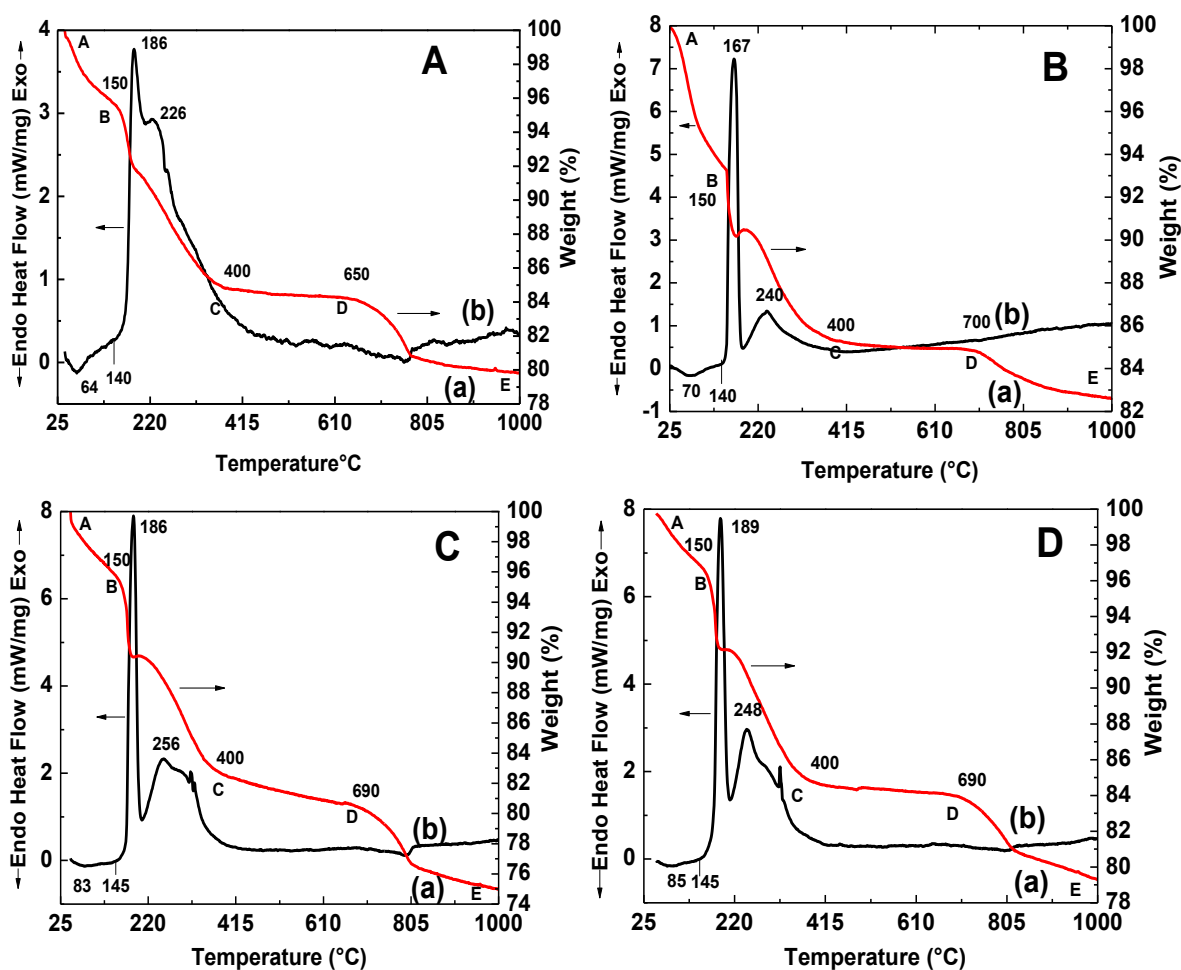 ←Endo Heat Flow (mW/mg) Exo→
4
3
2
1
0
A
150
B
186
226
A
400
C
650
D
(b)
(a)
E
64
140
100
98
96
94
92
90
88
86
84
82
80
78
Weight (%)
25 220 415 610 805 1000
Temperature°C
←Endo Heat Flow (mW/mg) Exo→
8
7
6
5
4
3
2
1
0
-1
A
167
B
B
150
240
400
C
700
(b)
D
(a)
E
70
140
100
98
96
94
92
90
88
86
84
82
Weight (%)
25 220 415 610 805 1000
Temperature (°C)
←Endo Heat Flow (mW/mg) Exo→
8
6
4
2
0
A
186
C
150
B
256
400
C
690
D
(b)
(a)
E
83
145
100
98
96
94
92
90
88
86
84
82
80
78
76
74
Weight (%)
25 220 415 610 805 1000
Temperature (°C)
←Endo Heat Flow (mW/mg) Exo→
8
6
4
2
0
A
189
D
150
B
248
400
C
690
D
(b)
(a)
E
85
145
100
98
96
94
92
90
88
86
84
82
80
78
Weight (%)
25 220 415 610 805 1000
Temperature (°C)